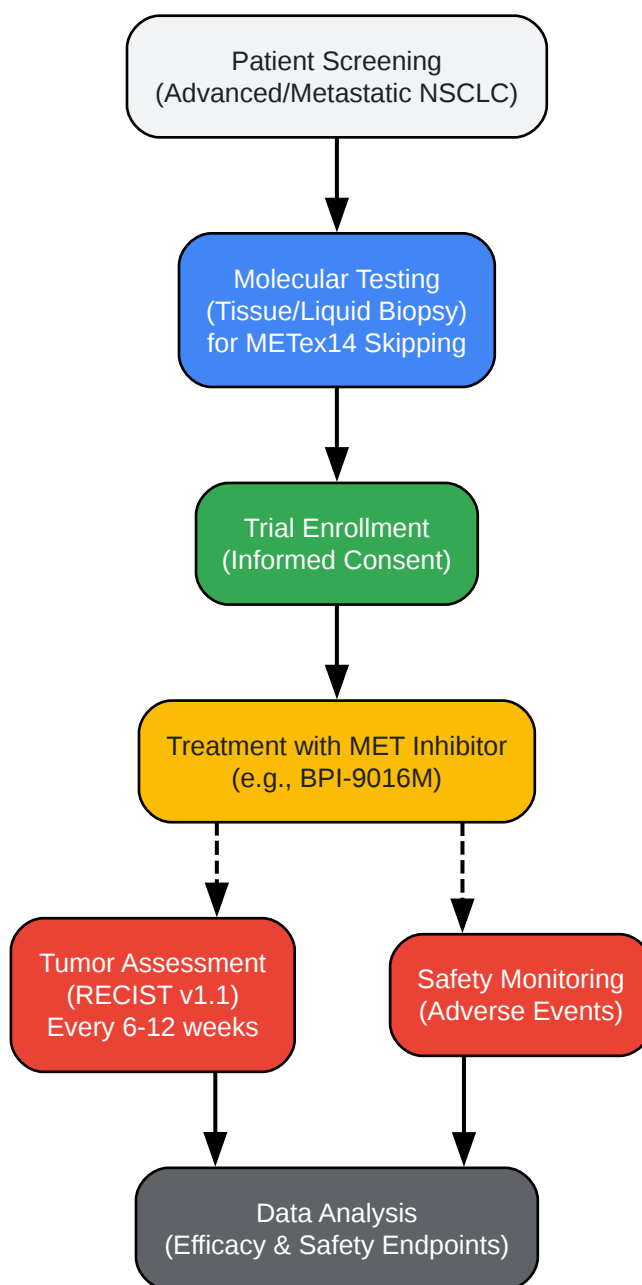 Patient Screening
(Advanced/Metastatic NSCLC)
Molecular Testing
(Tissue/Liquid Biopsy)
for METex14 Skipping
Trial Enrollment
(Informed Consent)
Treatment with MET Inhibitor
(e.g., BPI-9016M)
Tumor Assessment
(RECIST v1.1)
Every 6-12 weeks
Safety Monitoring
(Adverse Events)
Data Analysis
(Efficacy & Safety Endpoints)